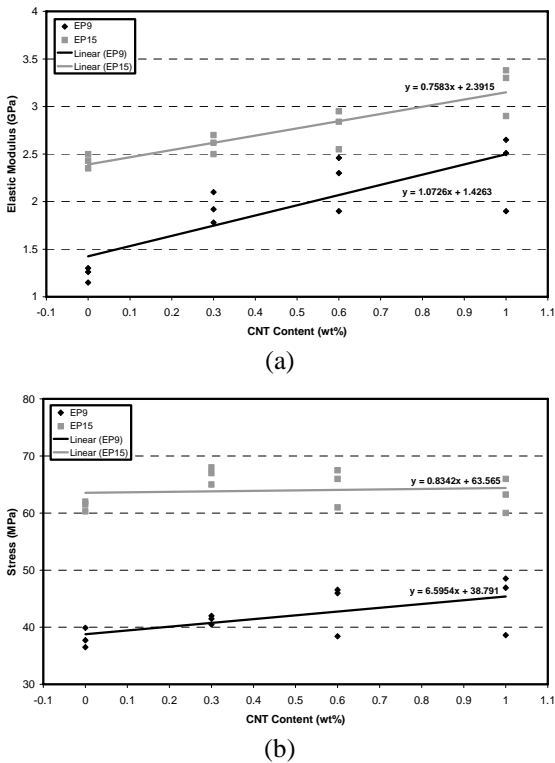 4
3.5
3
2.5
2
1.5
1
Elastic Modulus (GPa)
EP9
EP15
Linear (EP9)
Linear (EP15)
y = 0.7583x + 2.3915
y = 1.0726x + 1.4263
-0.1 0 0.1 0.2 0.3 0.4 0.5 0.6 0.7 0.8 0.9 1 1.1
CNT Content (wt%)
(a)
80
70
60
50
40
30
Stress (MPa)
EP9
EP15
Linear (EP9)
Linear (EP15)
y = 0.8342x + 63.565
y = 6.5954x + 38.791
-0.1 0 0.1 0.2 0.3 0.4 0.5 0.6 0.7 0.8 0.9 1 1.1
CNT Content (wt%)
(b)